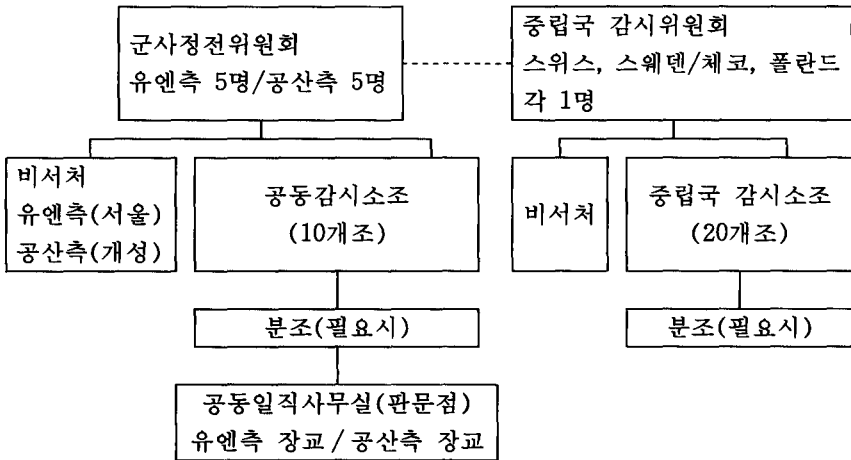 군사정전위원회
유엔측 5명/공산측 5명
중립국 감시위원회
스위스, 스웨덴/체코, 폴란드
각 1명
비서처
유엔측(서울)
공산측(개성)
공동감시소조
(10개조)
비서처
중립국 감시소조
(20개조)
분조(필요시)
분조(필요시)
공동일직사무실(판문점)
유엔측 장교/공산측 장교